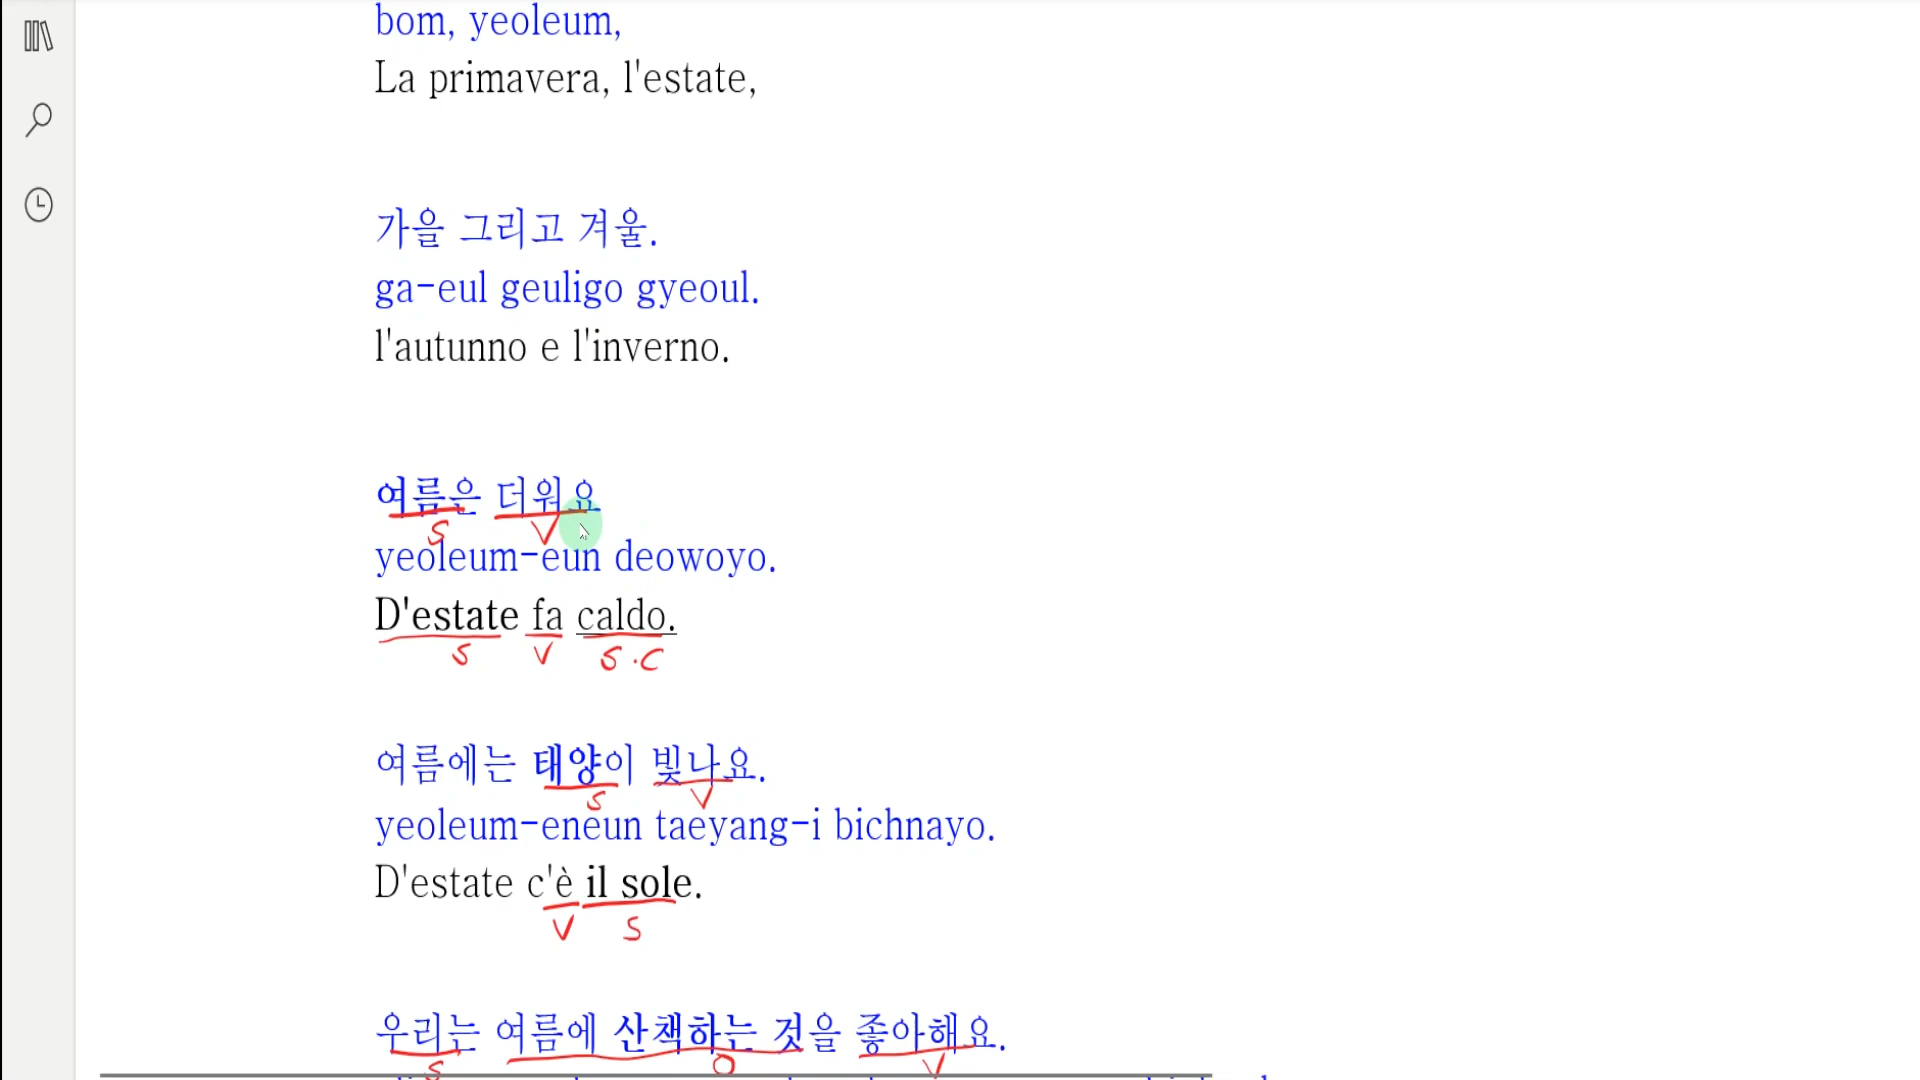 bom, yeoleum,
La primavera, l'estate,
가을 그리고 겨울.
ga-eul geuligo gyeoul.
l'autunno e l'inverno.
여름은 더워요
S V
yeoleum-eun deowoyo.
D'estate fa caldo.
S V S.C
여름에는 태양이 빛나요.
S V
yeoleum-eneun taeyang-i bichnayo.
D'estate c'è il sole.
V S
우리는 여름에 산책하는 것을 좋아해요.
S O V